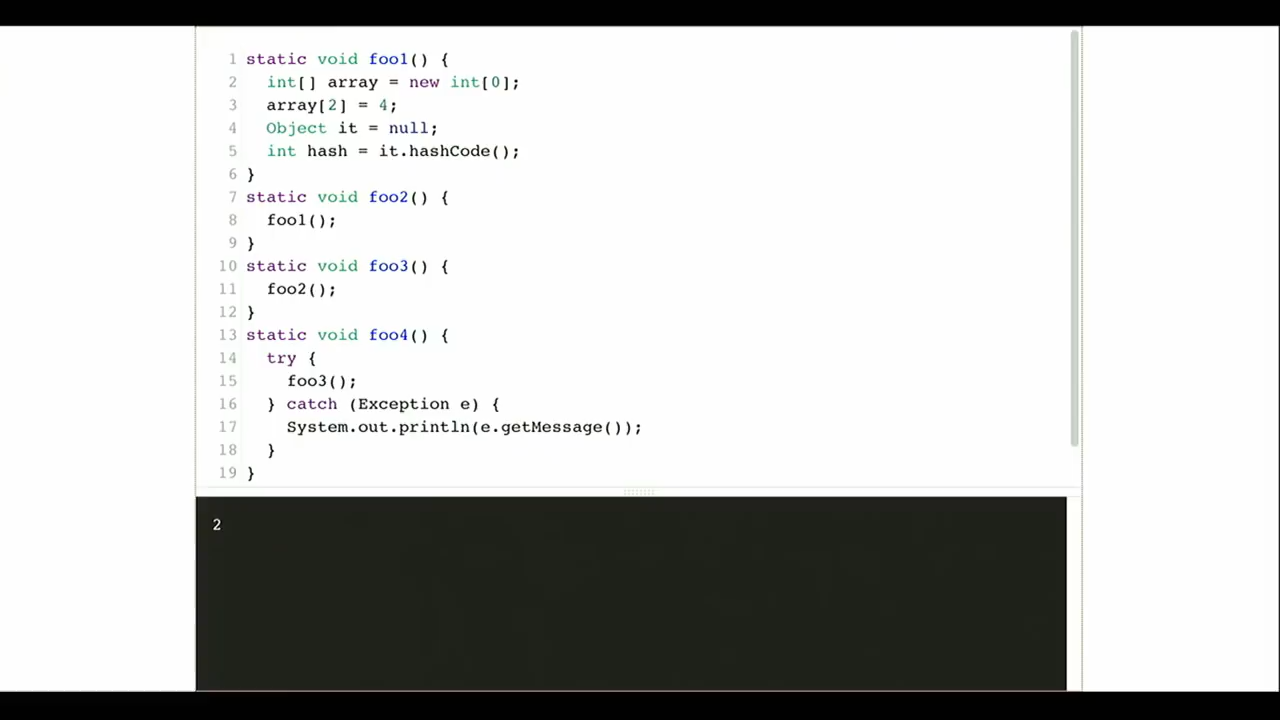 1 static void foo1() {
2   int[] array = new int[0];
3   array[2] = 4;
4   Object it = null;
5   int hash = it.hashCode();
6 }
7 static void foo2() {
8   foo1();
9 }
10 static void foo3() {
11   foo2();
12 }
13 static void foo4() {
14   try {
15     foo3();
16   } catch (Exception e) {
17     System.out.println(e.getMessage());
18   }
19 }
2